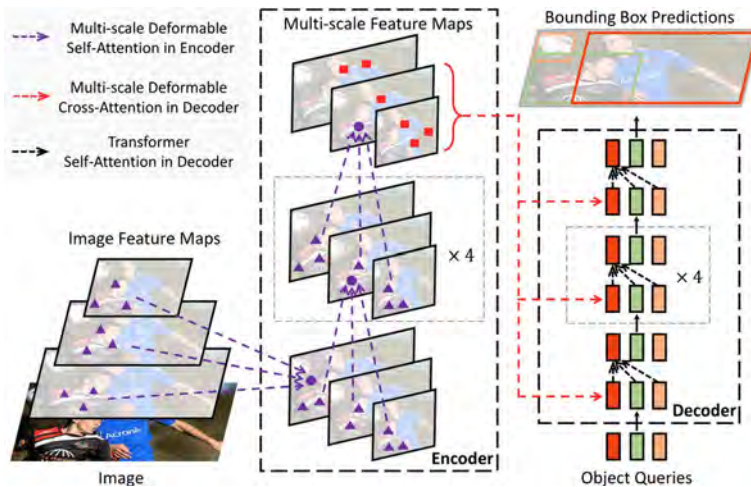 Multi-scale Deformable
Self-Attention in Encoder
Multi-scale Deformable
Cross-Attention in Decoder
Transformer
Self-Attention in Decoder
Image Feature Maps
Image
Multi-scale Feature Maps
× 4
Encoder
Bounding Box Predictions
× 4
Decoder
Object Queries